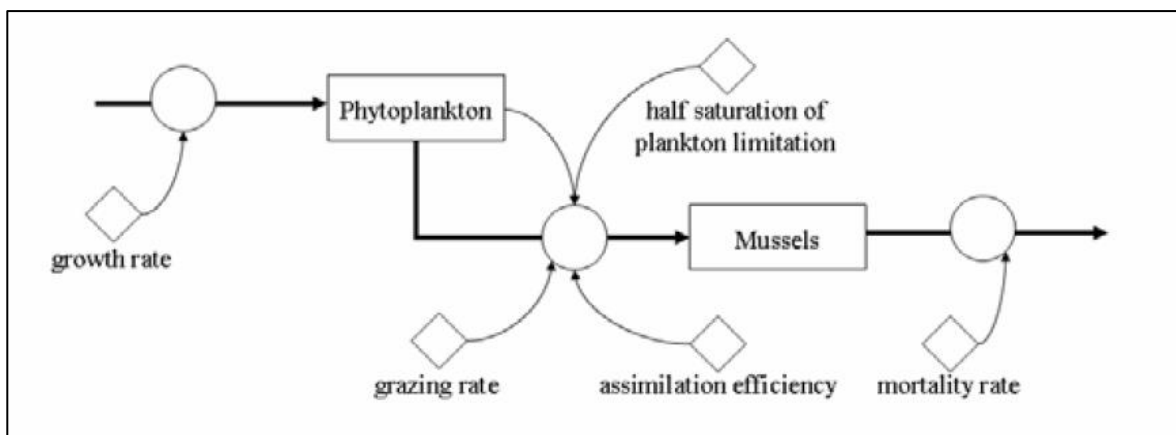 Phytoplankton
half saturation of
plankton limitation
growth rate
Mussels
grazing rate
assimilation efficiency
mortality rate